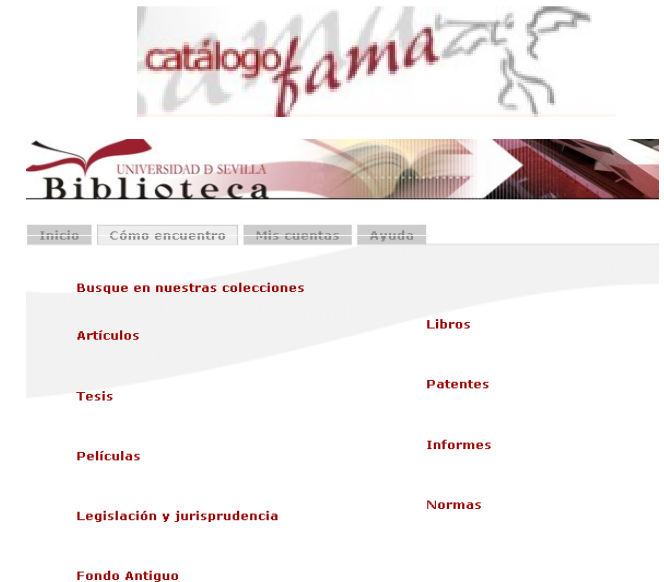 catálogo fama
UNIVERSIDAD D SEVILLA
Biblioteca
Inicio Cómo encuentro Mis cuentas Ayuda
Busque en nuestras colecciones
Artículos
Libros
Tesis
Patentes
Películas
Informes
Legislación y jurisprudencia
Normas
Fondo Antiguo